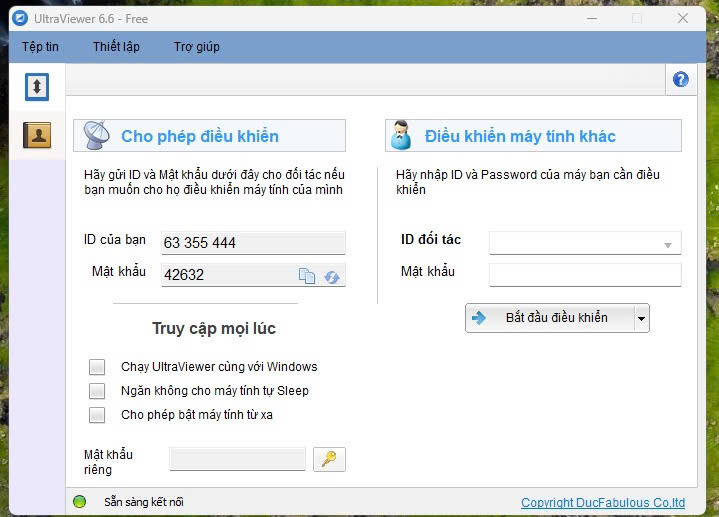 UltraViewer 6.6 - Free
Tệp tin Thiết lập Trợ giúp
Cho phép điều khiển
Hãy gửi ID và Mật khẩu dưới đây cho đối tác nếu
bạn muốn cho họ điều khiển máy tính của mình
ID của bạn 63 355 444
Mật khẩu 42632
Truy cập mọi lúc
Chạy UltraViewer cùng với Windows
Ngăn không cho máy tính tự Sleep
Cho phép bật máy tính từ xa
Mật khẩu
riêng
Điều khiển máy tính khác
Hãy nhập ID và Password của máy bạn cần điều
khiển
ID đối tác
Mật khẩu
Bắt đầu điều khiển
Sẵn sàng kết nối
Copyright DucFabulous Co,ltd